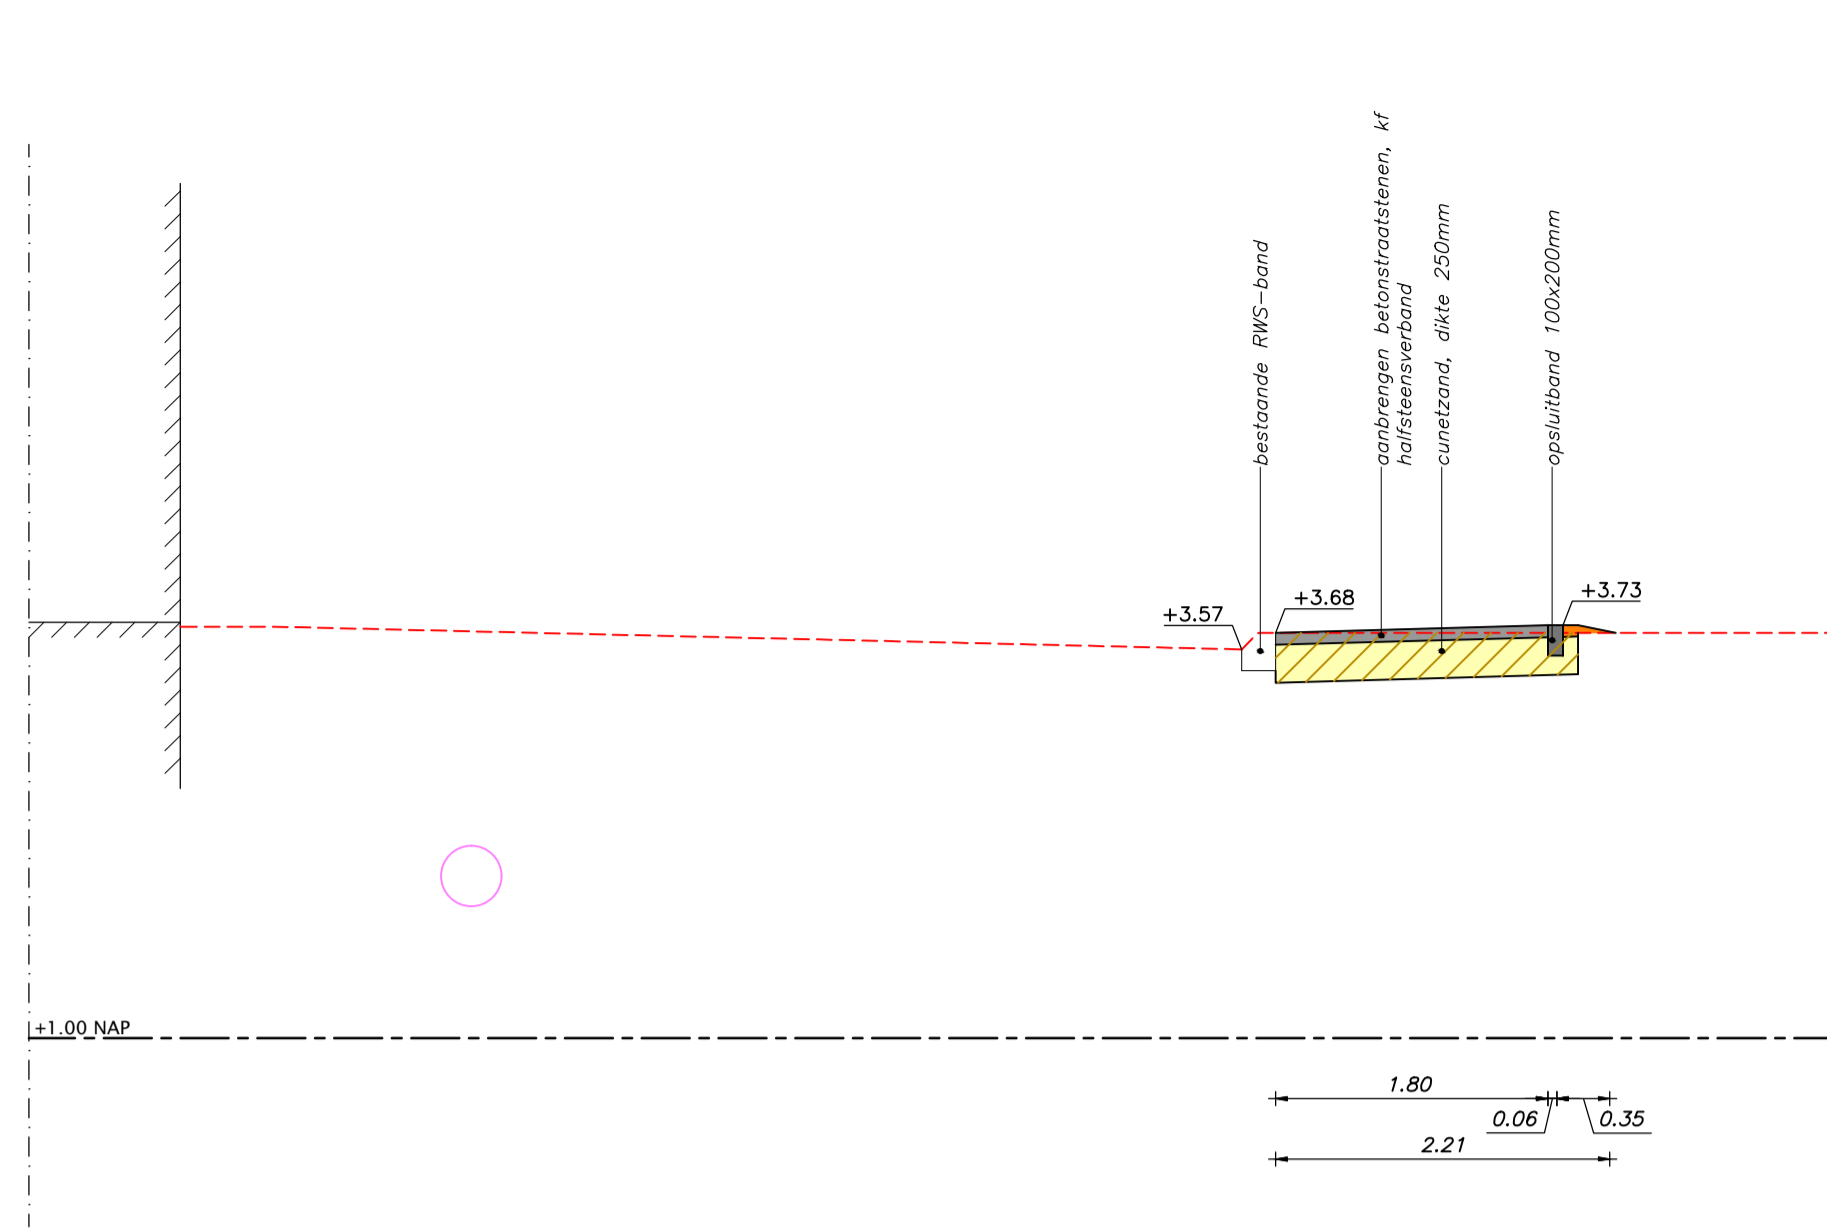 bestaande RWS-band
aanbrengen betonstraatstenen, kf
halfsteensverband
cunetzand, dikte 250mm
opsluitband 100x200mm
+3.57
+3.68
+3.73
+1.00 NAP
1.80
0.06
0.35
2.21